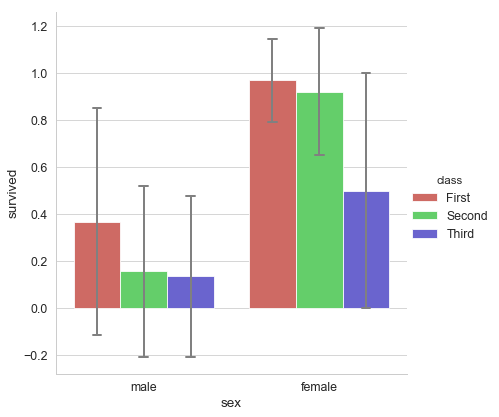 1.2
1.0
0.8
0.6
0.4
0.2
0.0
−0.2
survived
male female
sex
class
First
Second
Third